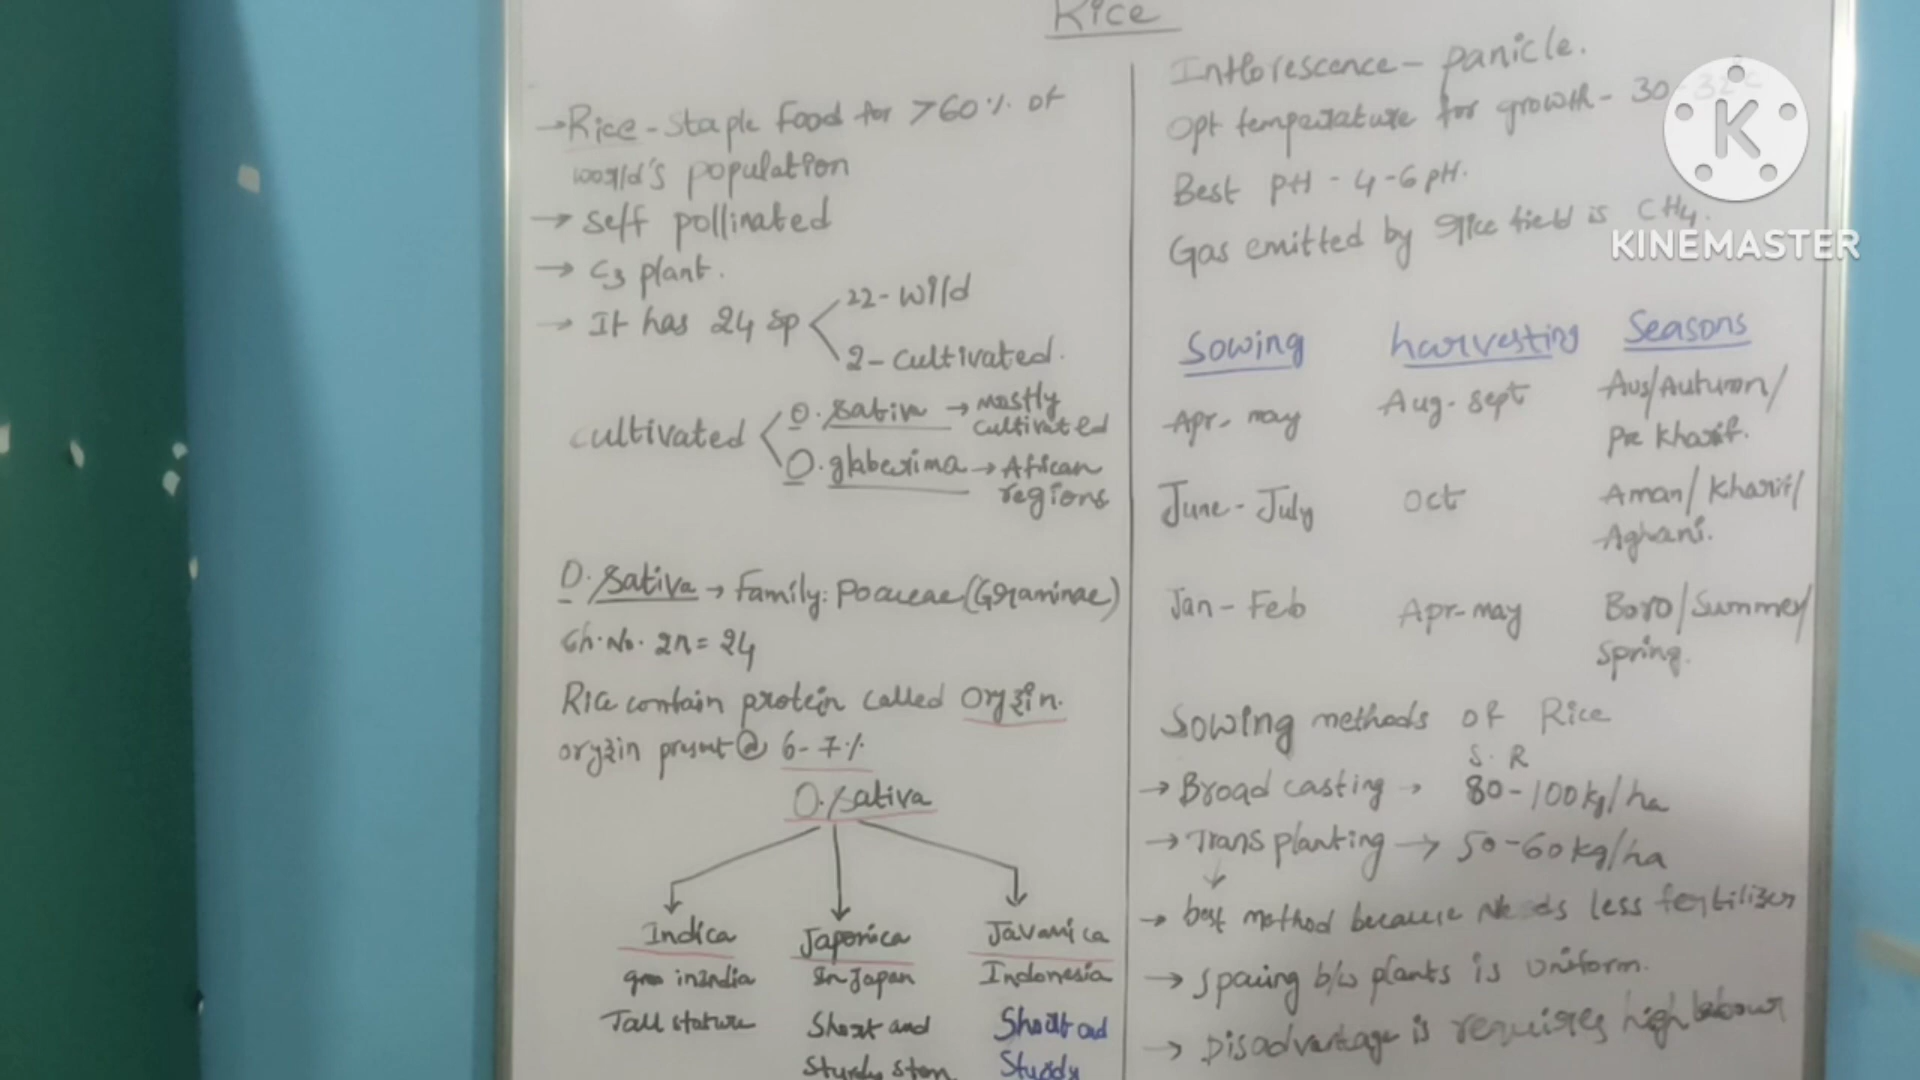 Rice
→Rice - Staple food for >60% of
world's population
→ Self pollinated
→ C3 plant.
→ It has 24 sp
22 - Wild
2 - cultivated.
cultivated
O. sativa → mostly
cultivated
O. glaberima → African
regions
O. sativa → Family: Poaceae (Graminae)
Ch. No. 2n = 24
Rice contain protein called Oryzin.
oryzin present @ 6-7%
O. sativa
Indica
grow in India
Tall stature
Japonica
In Japan
Short and
Sturdy stem
Javanica
Indonesia
Short and
Sturdy
Inflorescence - Panicle.
Opt temperature for growth - 30-32°C
Best PH - 4-6 pH.
Gas emitted by rice field is CH4.
Sowing harvesting Seasons
Apr - may Aug - sept Aus/Autumn/
Pre kharif.
June - July Oct Aman/ Kharif/
Aghani.
Jan - Feb Apr - may Boro/Summer/
Spring.
Sowing methods of Rice
S. R
→ Broad casting → 80-100 kg/ha
→ Transplanting → 50-60 kg/ha
→ best method because Needs less fertilizer
→ Spacing b/w plants is uniform.
→ Disadvantage is requires high labour
K
KINEMASTER